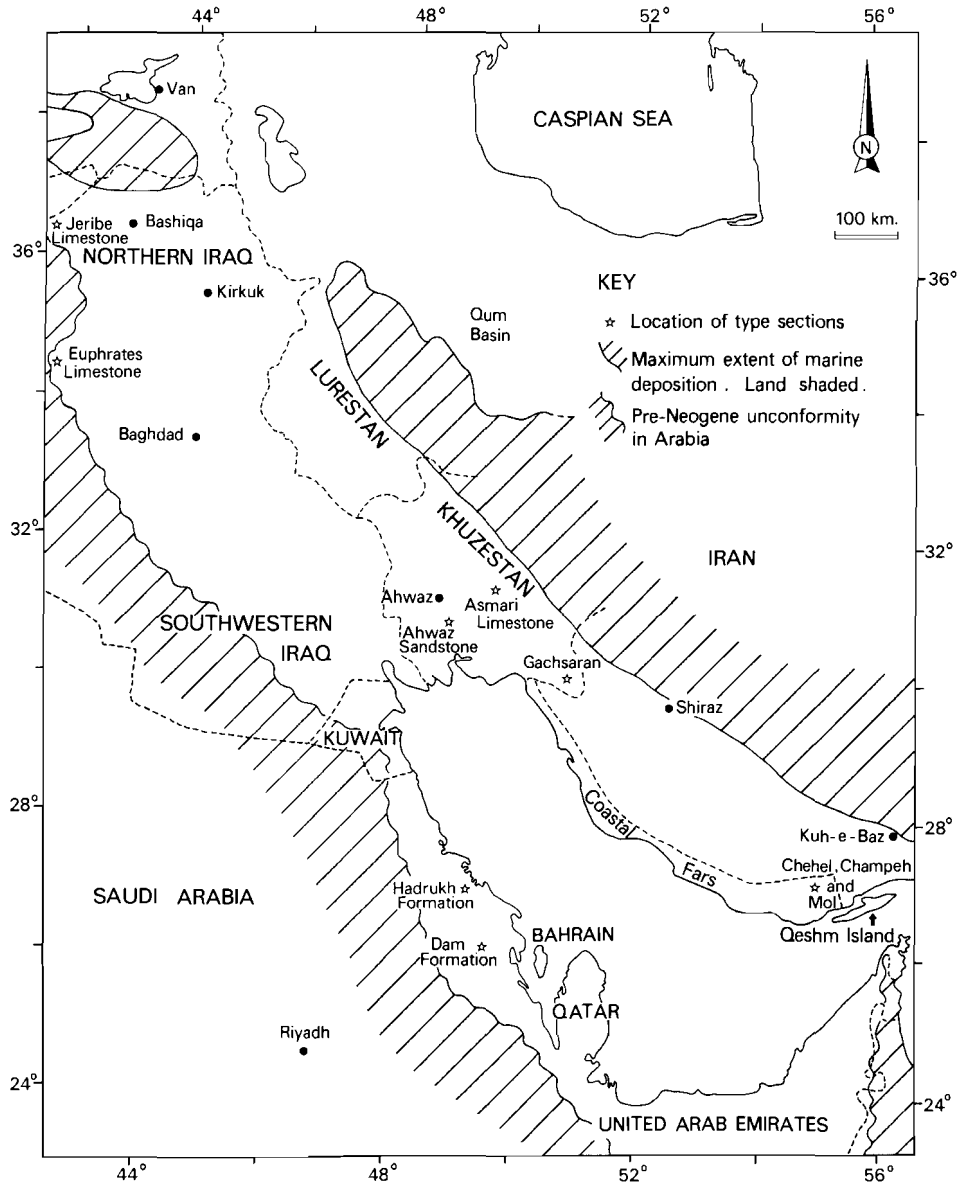 44° 48° 52° 56°
Van
CASPIAN SEA
N
100 km.
Jeribe
Limestone
Bashiqa
36°
NORTHERN IRAQ
36°
Kirkuk
KEY
Qum
Basin
Location of type sections
Maximum extent of marine
deposition . Land shaded .
Pre-Neogene unconformity
in Arabia
Euphrates
Limestone
LURESTAN
Baghdad
KHUZESTAN
32°
32°
IRAN
Ahwaz
Asmari
Limestone
SOUTHWESTERN
IRAQ
Ahwaz
Sandstone
Gachsaran
Shiraz
KUWAIT
28°
28°
Coastal
Fars
Kuh-e-Baz
Chehel, Champeh
and
Mol
SAUDI ARABIA
Hadrukh
Formation
Qeshm Island
Dam
Formation
BAHRAIN
QATAR
Riyadh
24°
24°
UNITED ARAB EMIRATES
44° 48° 52° 56°